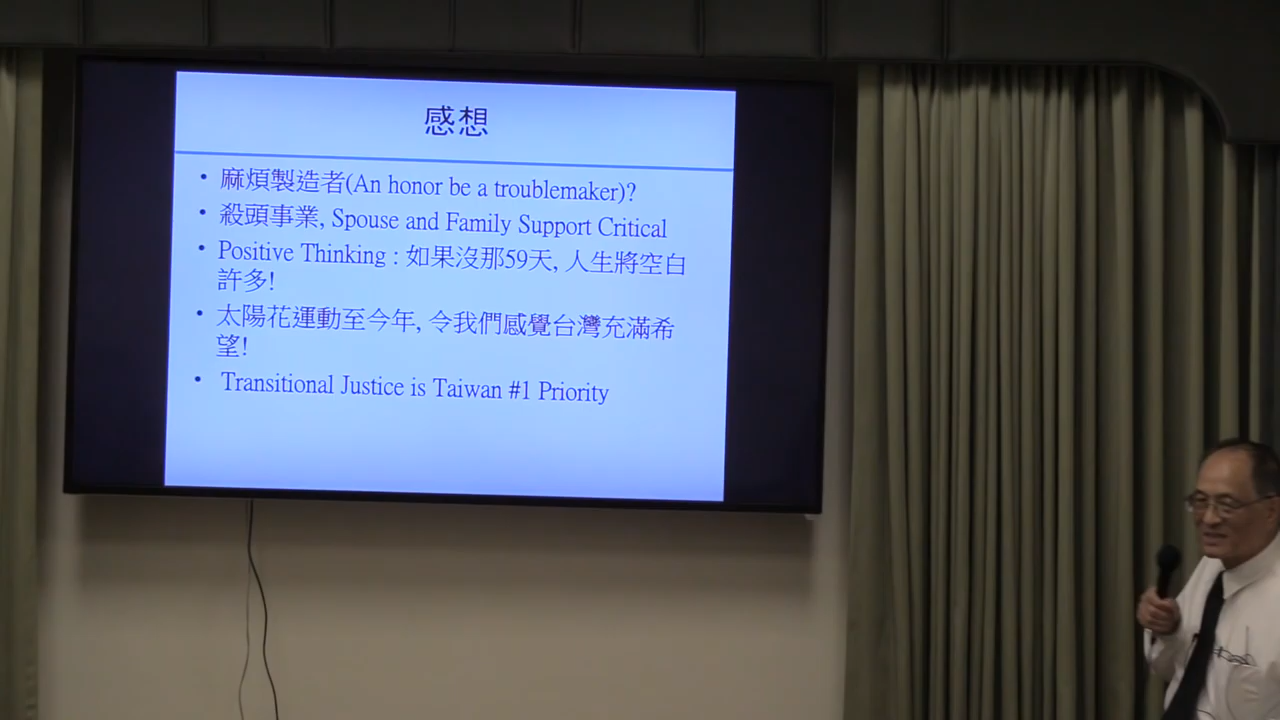 感想
• 麻煩製造者(An honor be a troublemaker)?
• 殺頭事業, Spouse and Family Support Critical
• Positive Thinking : 如果沒那59天, 人生將空白
許多!
• 太陽花運動至今年, 令我們感覺台灣充滿希
望!
• Transitional Justice is Taiwan #1 Priority